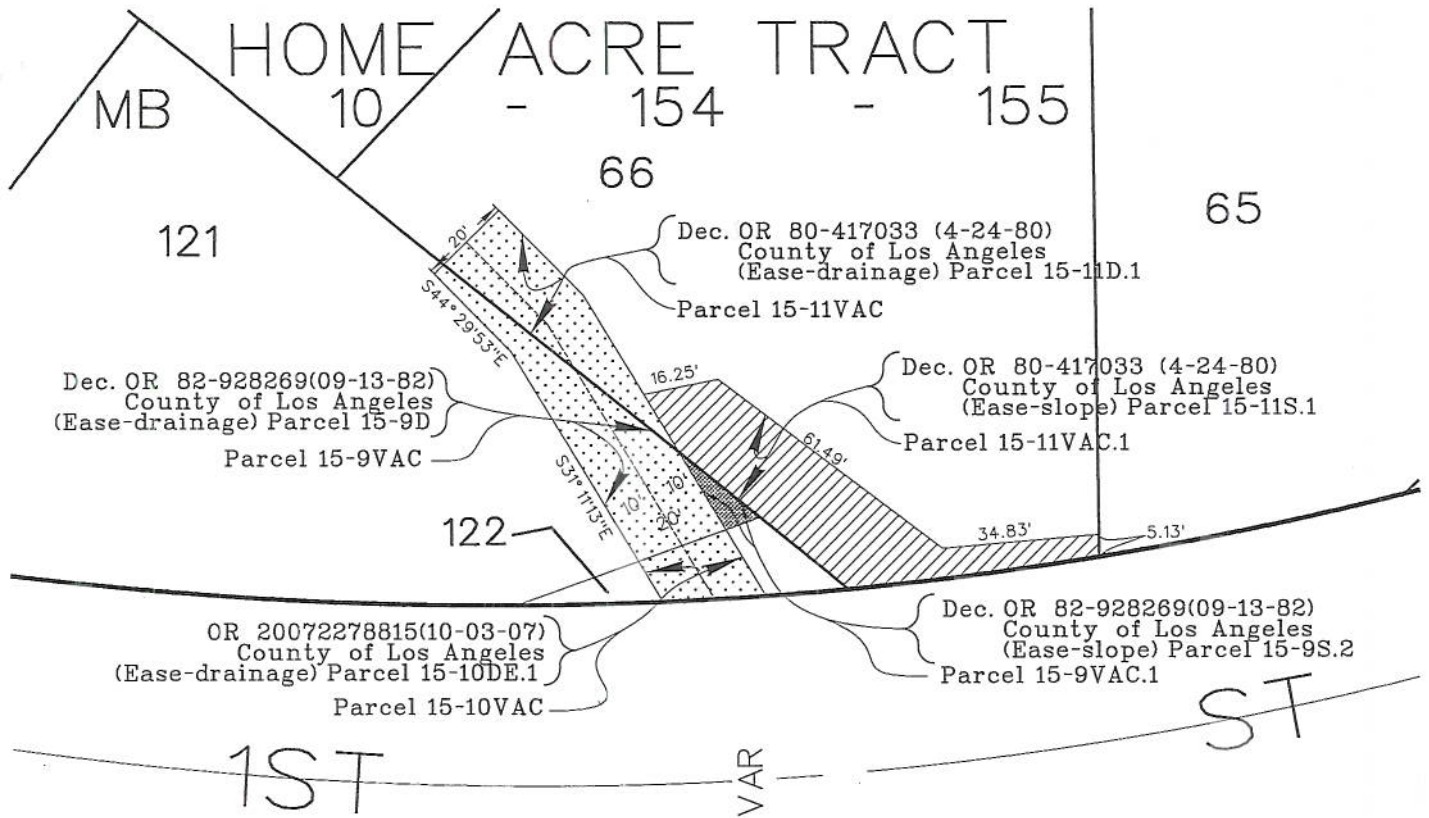 HOME ACRE TRACT
MB 10 - 154 - 155
66
65
121
20'
Dec. OR 80-417033 (4-24-80)
County of Los Angeles
(Ease-drainage) Parcel 15-11D.1
Parcel 15-11VAC
S44° 29'53"E
Dec. OR 82-928269(09-13-82)
County of Los Angeles
(Ease-drainage) Parcel 15-9D
Parcel 15-9VAC
16.25'
Dec. OR 80-417033 (4-24-80)
County of Los Angeles
(Ease-slope) Parcel 15-11S.1
Parcel 15-11VAC.1
61.49'
S31° 11'13"E
10'
10'
20'
122
34.83'
5.13'
OR 20072278815(10-03-07)
County of Los Angeles
(Ease-drainage) Parcel 15-10DE.1
Parcel 15-10VAC
Dec. OR 82-928269(09-13-82)
County of Los Angeles
(Ease-slope) Parcel 15-9S.2
Parcel 15-9VAC.1
1ST ST
VAR